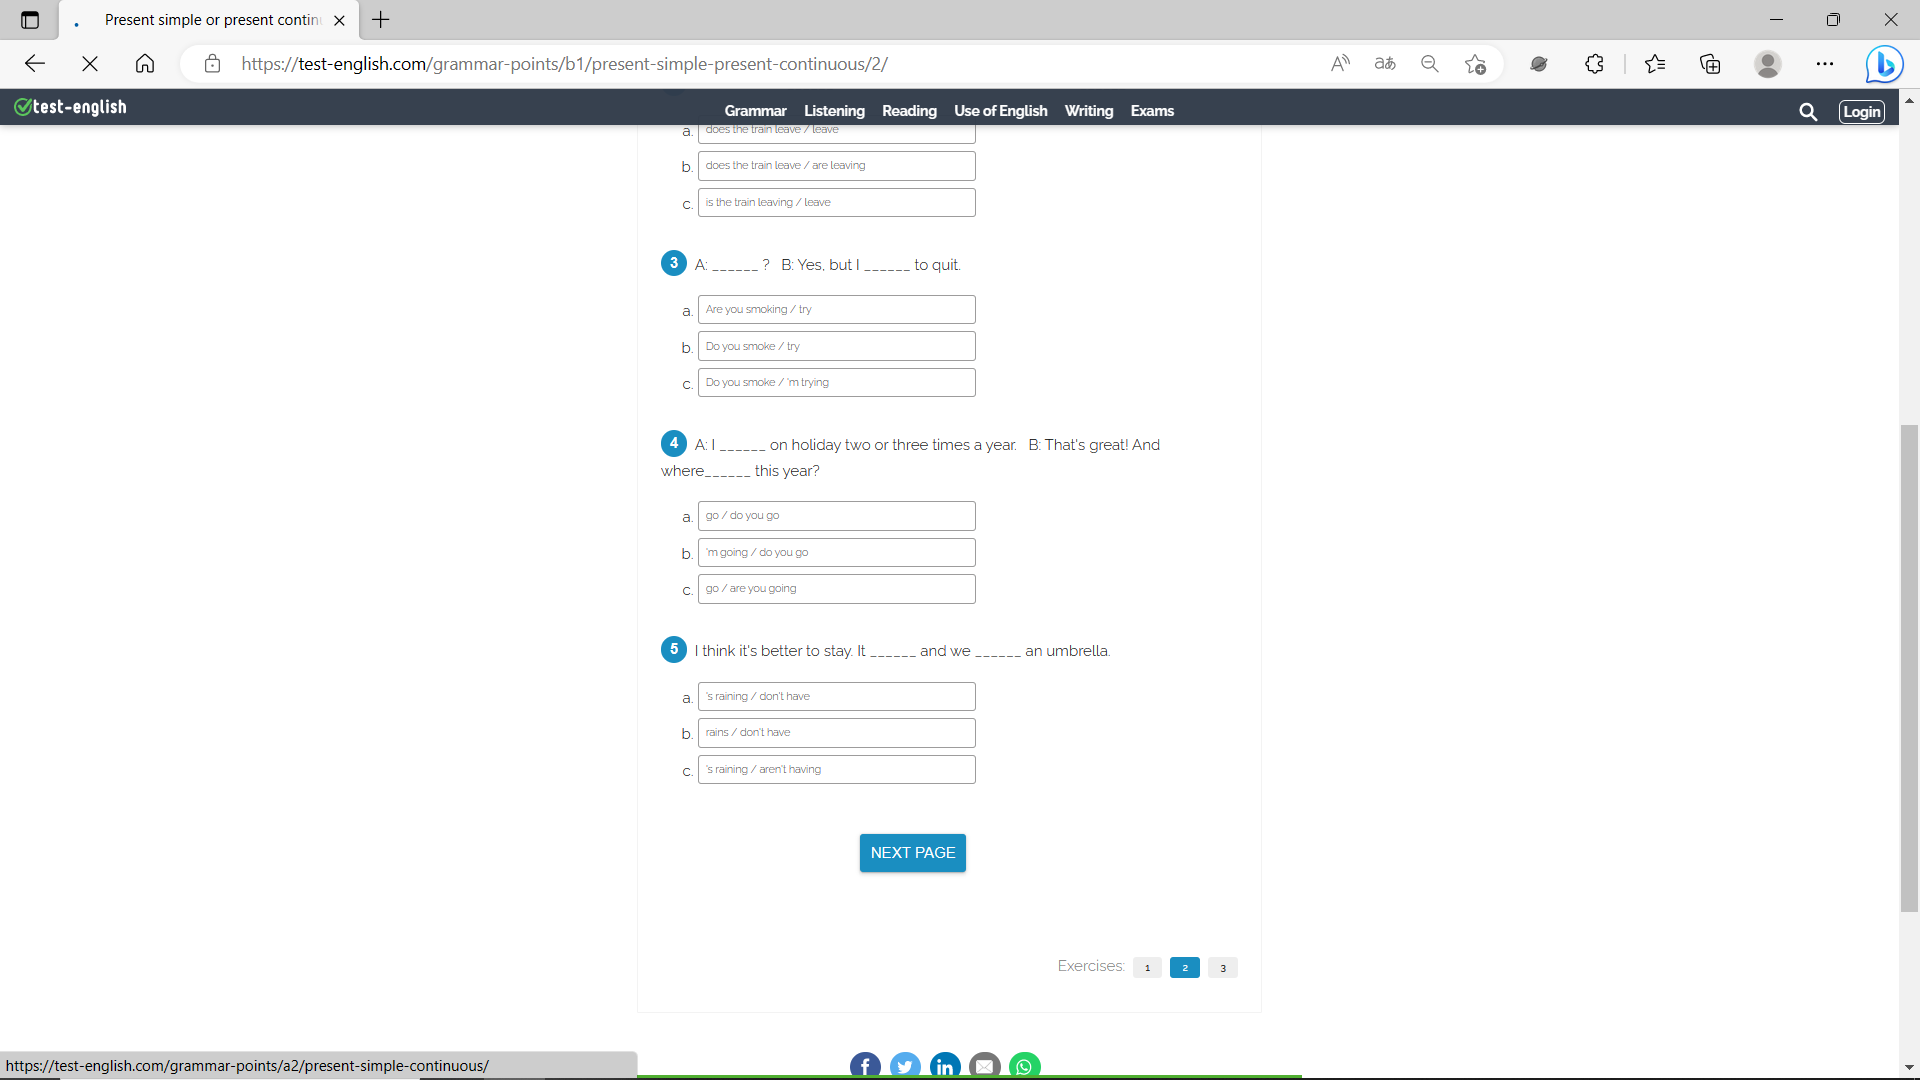 Present simple or present contin
https://test-english.com/grammar-points/b1/present-simple-present-continuous/2/
test-english
Grammar Listening Reading Use of English Writing Exams
Login
a. does the train leave / leave
b. does the train leave / are leaving
c. is the train leaving / leave
3 A: ______ ? B: Yes, but I ______ to quit.
a. Are you smoking / try
b. Do you smoke / try
c. Do you smoke / 'm trying
4 A: I ______ on holiday two or three times a year. B: That's great! And
where______ this year?
a. go / do you go
b. 'm going / do you go
c. go / are you going
5 I think it's better to stay. It ______ and we ______ an umbrella.
a. 's raining / don't have
b. rains / don't have
c. 's raining / aren't having
NEXT PAGE
Exercises: 1 2 3
https://test-english.com/grammar-points/a2/present-simple-continuous/